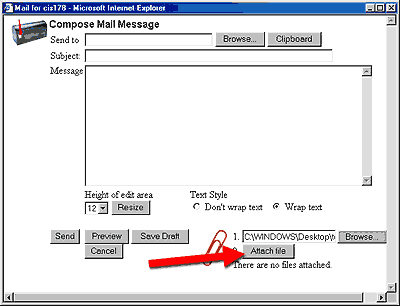 Mail for cis178 - Microsoft Internet Explorer
Compose Mail Message
Send to Browse... Clipboard
Subject:
Message
Height of edit area Text Style
12 Resize Don't wrap text Wrap text
Send Preview Save Draft 1. C:\WINDOWS\Desktop\ Browse...
Cancel Attach file
There are no files attached.